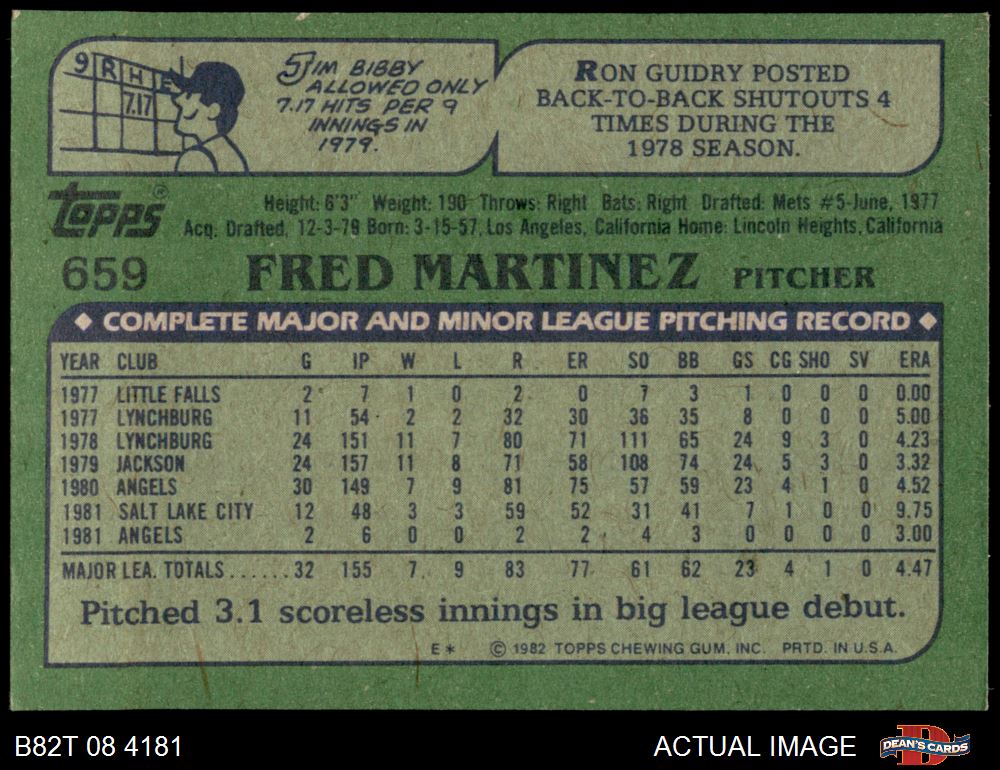 9 R H E
7.17
JIM BIBBY
ALLOWED ONLY
7.17 HITS PER 9
INNINGS IN
1979.
RON GUIDRY POSTED
BACK-TO-BACK SHUTOUTS 4
TIMES DURING THE
1978 SEASON.
Topps®
Height: 6'3" Weight: 190 Throws: Right Bats: Right Drafted: Mets #5-June, 1977
Acq. Drafted, 12-3-79 Born: 3-15-57, Los Angeles, California Home: Lincoln Heights, California
659 FRED MARTINEZ PITCHER
◆ COMPLETE MAJOR AND MINOR LEAGUE PITCHING RECORD ◆
YEAR CLUB G IP W L R ER SO BB GS CG SHO SV ERA
1977 LITTLE FALLS 2 7 1 0 2 0 7 3 1 0 0 0 0.00
1977 LYNCHBURG 11 54 2 2 32 30 36 35 8 0 0 0 5.00
1978 LYNCHBURG 24 151 11 7 80 71 111 65 24 9 3 0 4.23
1979 JACKSON 24 157 11 8 71 58 108 74 24 5 3 0 3.32
1980 ANGELS 30 149 7 9 81 75 57 59 23 4 1 0 4.52
1981 SALT LAKE CITY 12 48 3 3 59 52 31 41 7 1 0 0 9.75
1981 ANGELS 2 6 0 0 2 2 4 3 0 0 0 0 3.00
MAJOR LEA. TOTALS......32 155 7 9 83 77 61 62 23 4 1 0 4.47
Pitched 3.1 scoreless innings in big league debut.
E* © 1982 TOPPS CHEWING GUM, INC. PRTD. IN U.S.A.
B82T 08 4181 ACTUAL IMAGE D DEAN'S CARDS